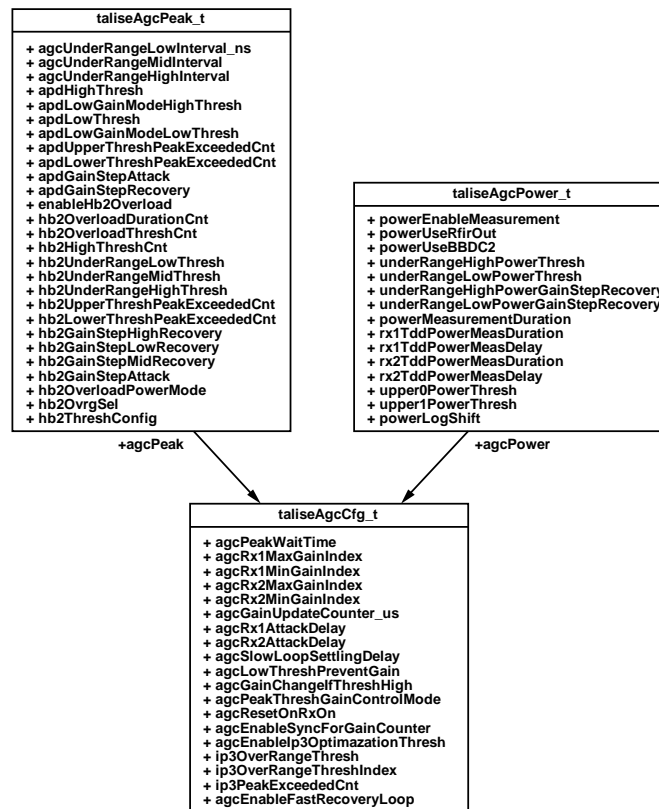 taliseAgcPeak_t
+ agcUnderRangeLowInterval_ns
+ agcUnderRangeMidInterval
+ agcUnderRangeHighInterval
+ apdHighThresh
+ apdLowGainModeHighThresh
+ apdLowThresh
+ apdLowGainModeLowThresh
+ apdUpperThreshPeakExceededCnt
+ apdLowerThreshPeakExceededCnt
+ apdGainStepAttack
+ apdGainStepRecovery
+ enableHb2Overload
+ hb2OverloadDurationCnt
+ hb2OverloadThreshCnt
+ hb2HighThreshCnt
+ hb2UnderRangeLowThresh
+ hb2UnderRangeMidThresh
+ hb2UnderRangeHighThresh
+ hb2UpperThreshPeakExceededCnt
+ hb2LowerThreshPeakExceededCnt
+ hb2GainStepHighRecovery
+ hb2GainStepLowRecovery
+ hb2GainStepMidRecovery
+ hb2GainStepAttack
+ hb2OverloadPowerMode
+ hb2OvrgSel
+ hb2ThreshConfig
taliseAgcPower_t
+ powerEnableMeasurement
+ powerUseRfirOut
+ powerUseBBDC2
+ underRangeHighPowerThresh
+ underRangeLowPowerThresh
+ underRangeHighPowerGainStepRecovery
+ underRangeLowPowerGainStepRecovery
+ powerMeasurementDuration
+ rx1TddPowerMeasDuration
+ rx1TddPowerMeasDelay
+ rx2TddPowerMeasDuration
+ rx2TddPowerMeasDelay
+ upper0PowerThresh
+ upper1PowerThresh
+ powerLogShift
+agcPeak
+agcPower
taliseAgcCfg_t
+ agcPeakWaitTime
+ agcRx1MaxGainIndex
+ agcRx1MinGainIndex
+ agcRx2MaxGainIndex
+ agcRx2MinGainIndex
+ agcGainUpdateCounter_us
+ agcRx1AttackDelay
+ agcRx2AttackDelay
+ agcSlowLoopSettlingDelay
+ agcLowThreshPreventGain
+ agcGainChangeIfThreshHigh
+ agcPeakThreshGainControlMode
+ agcResetOnRxOn
+ agcEnableSyncForGainCounter
+ agcEnableIp3OptimazationThresh
+ ip3OverRangeThresh
+ ip3OverRangeThreshIndex
+ ip3PeakExceededCnt
+ agcEnableFastRecoveryLoop